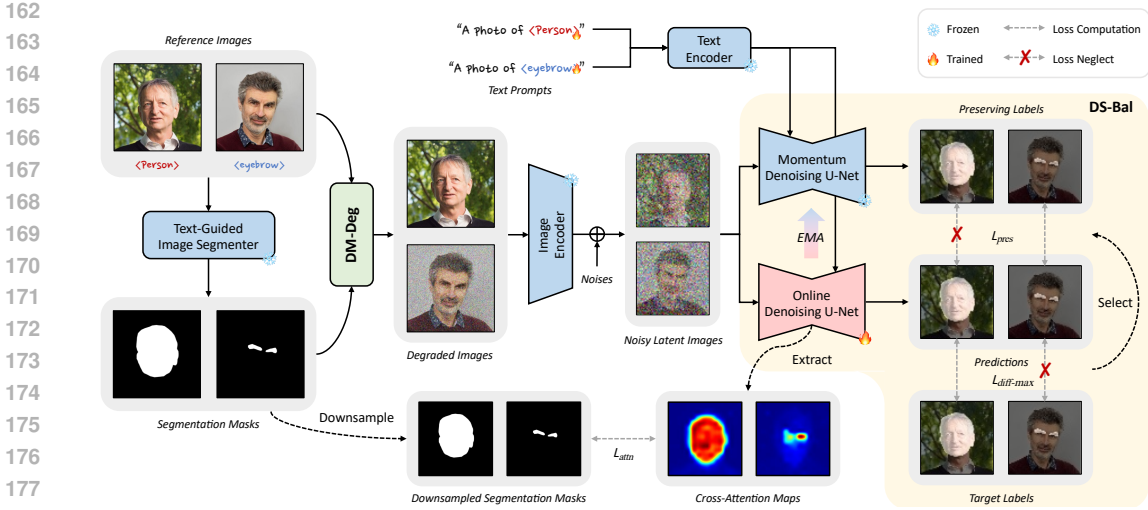 162
163
164
165
166
167
168
169
170
171
172
173
174
175
176
177
Reference Images
<Person>
<eyebrow>
Text-Guided
Image Segmenter
Segmentation Masks
DM-Deg
Degraded Images
Image
Encoder
Noises
Noisy Latent Images
"A photo of <Person>"
"A photo of <eyebrow>"
Text Prompts
Text
Encoder
Frozen
Loss Computation
Trained
Loss Neglect
DS-Bal
Momentum
Denoising U-Net
EMA
Online
Denoising U-Net
Extract
Preserving Labels
L_pres
Select
Predictions
L_diff-max
Target Labels
Downsample
Downsampled Segmentation Masks
L_attn
Cross-Attention Maps